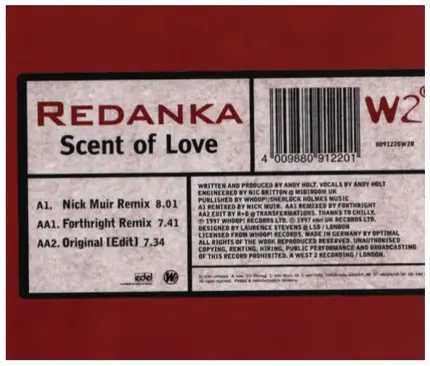 REDANKA
Scent of Love
W2
0091220W2R
4 009880 912201
A1. Nick Muir Remix 8.01
AA1. Forthright Remix 7.41
AA2. Original [Edit] 7.34
WRITTEN AND PRODUCED BY ANDY HOLT. VOCALS BY ANDY HOLT
ENGINEERED BY NIC BRITTON @ MIDIROOM UK
PUBLISHED BY WHOOP!/SHERLOCK HOLMES MUSIC
A1 REMIXED BY NICK MUIR. AA1 REMIXED BY FORTHRIGHT
AA2 EDIT BY R+D @ TRANSFORMATIONS. THANKS TO CHILLY.
℗ 1997 WHOOP! RECORDS LTD. © 1997 WHOOP! RECORDS LTD.
DESIGNED BY LAURENCE STEVENS @ LSD / LONDON
LICENSED FROM WHOOP! RECORDS. MADE IN GERMANY BY OPTIMAL
ALL RIGHTS OF THE WORK REPRODUCED RESERVED. UNAUTHORISED
COPYING, RENTING, HIRING, PUBLIC PERFORMANCE AND BROADCASTING
OF THIS RECORD PROHIBITED. A WEST 2 RECORDING / LONDON.
edel